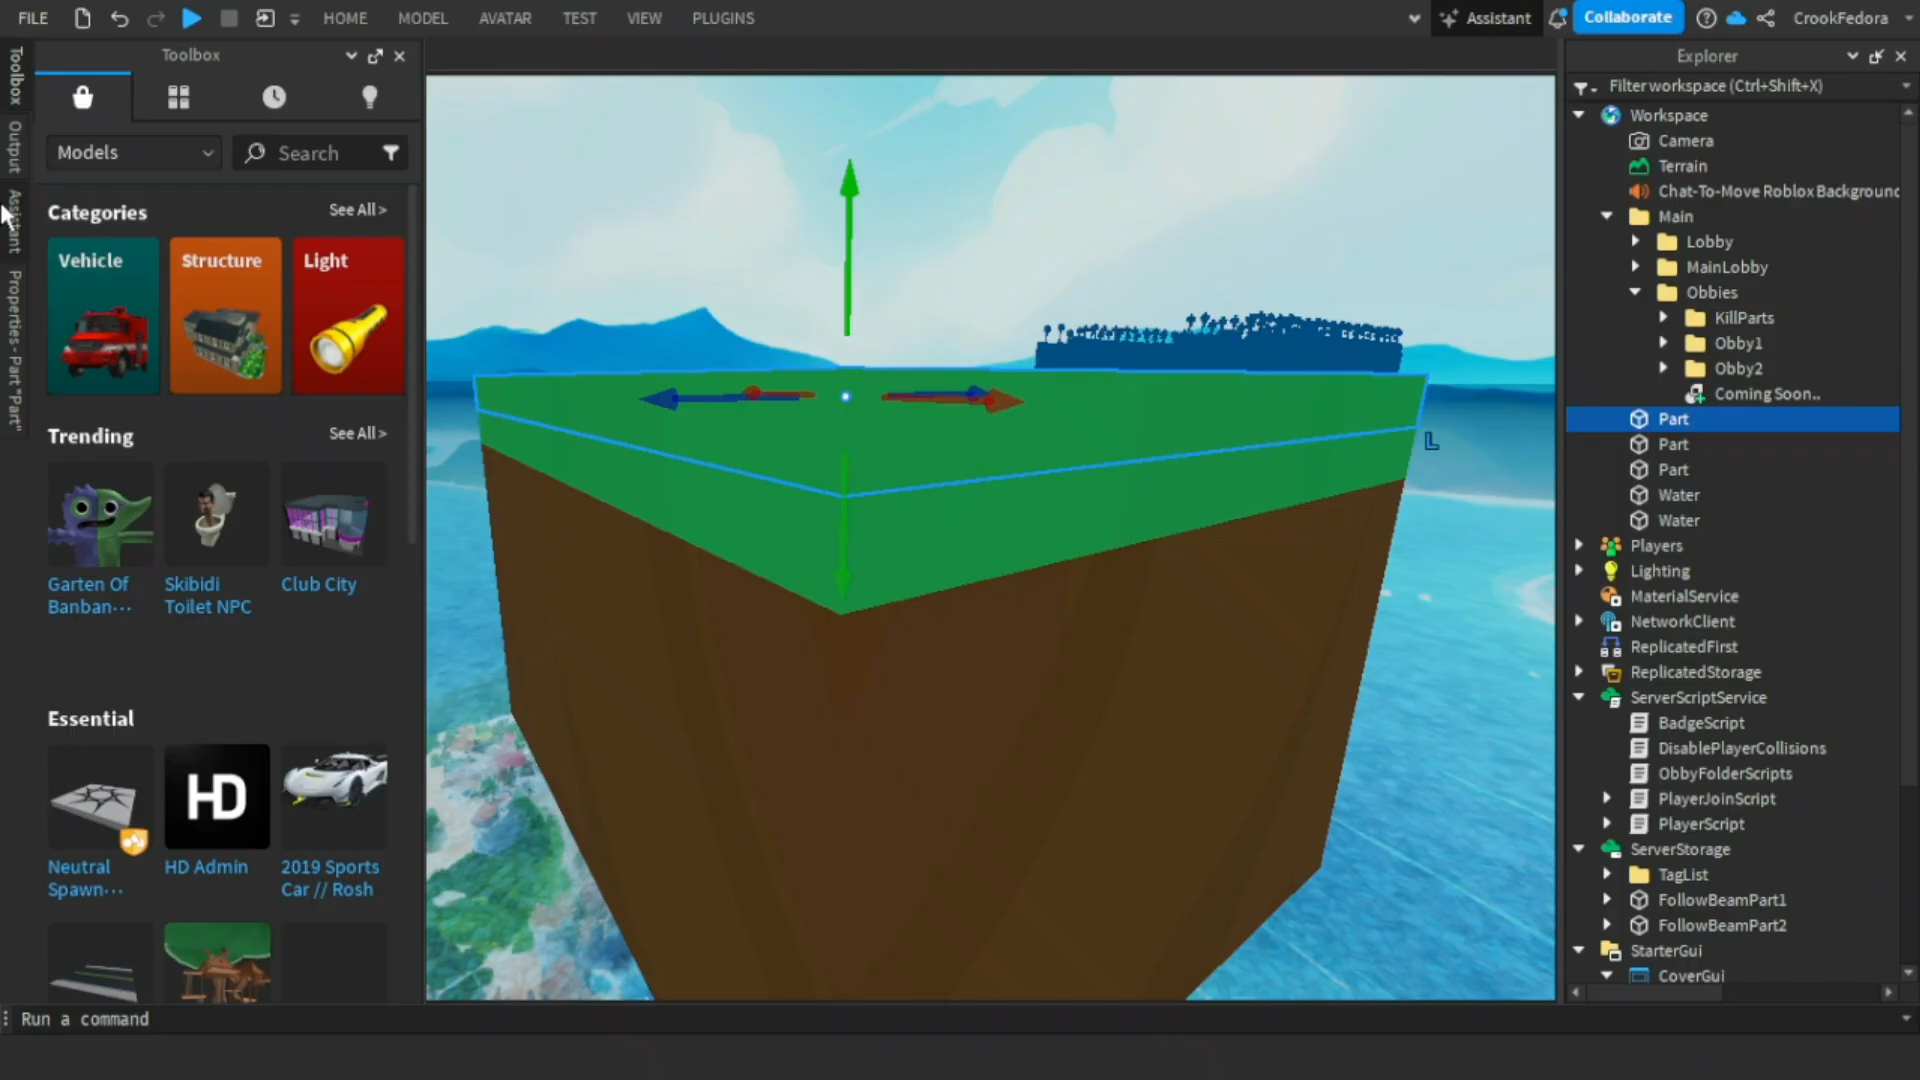 FILE
HOME
MODEL
AVATAR
TEST
VIEW
PLUGINS
Assistant
Collaborate
CrookFedora
Toolbox
Output
Assistant
Properties - Part "Part"
Toolbox
Models
Search
Categories
See All >
Vehicle
Structure
Light
Trending
See All >
Garten Of
Banban...
Skibidi
Toilet NPC
Club City
Essential
HD
Neutral
Spawn...
HD Admin
2019 Sports
Car // Rosh
L
Explorer
Filter workspace (Ctrl+Shift+X)
Workspace
Camera
Terrain
Chat-To-Move Roblox Background
Main
Lobby
MainLobby
Obbies
KillParts
Obby1
Obby2
Coming Soon..
Part
Part
Part
Water
Water
Players
Lighting
MaterialService
NetworkClient
ReplicatedFirst
ReplicatedStorage
ServerScriptService
BadgeScript
DisablePlayerCollisions
ObbyFolderScripts
PlayerJoinScript
PlayerScript
ServerStorage
TagList
FollowBeamPart1
FollowBeamPart2
StarterGui
CoverGui
Run a command